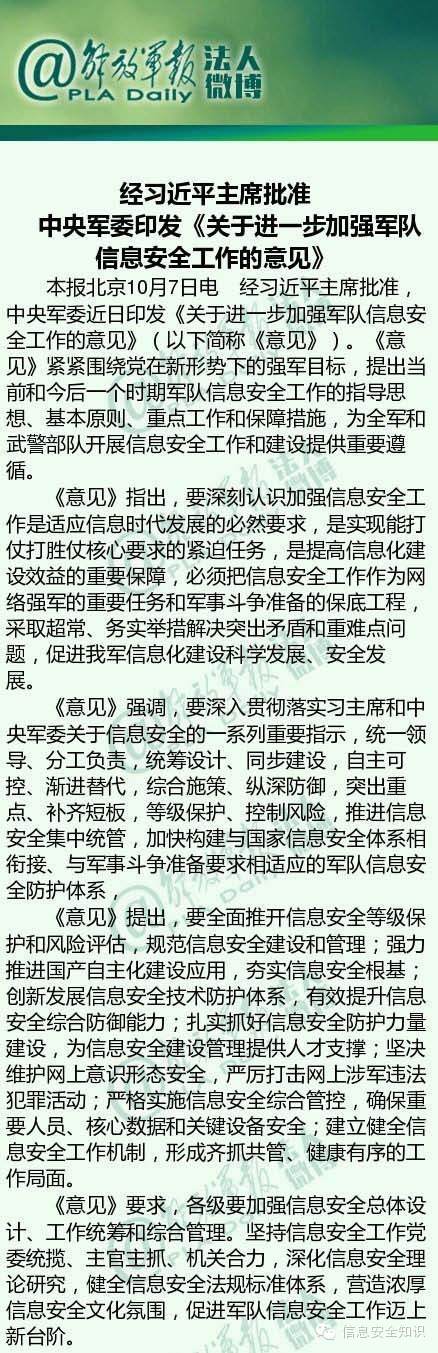 @解放军报 法人微博
PLA Daily
经习近平主席批准
中央军委印发《关于进一步加强军队
信息安全工作的意见》
本报北京10月7日电 经习近平主席批准，
中央军委近日印发《关于进一步加强军队信息安
全工作的意见》（以下简称《意见》）。《意
见》紧紧围绕党在新形势下的强军目标，提出当
前和今后一个时期军队信息安全工作的指导思
想、基本原则、重点工作和保障措施，为全军和
武警部队开展信息安全工作和建设提供重要遵
循。
《意见》指出，要深刻认识加强信息安全工
作是适应信息时代发展的必然要求，是实现能打
仗打胜仗核心要求的紧迫任务，是提高信息化建
设效益的重要保障，必须把信息安全工作作为网
络强军的重要任务和军事斗争准备的保底工程，
采取超常、务实举措解决突出矛盾和重难点问
题，促进我军信息化建设科学发展、安全发
展。
《意见》强调，要深入贯彻落实习主席和中
央军委关于信息安全的一系列重要指示，统一领
导、分工负责，统筹设计、同步建设，自主可
控、渐进替代，综合施策、纵深防御，突出重
点、补齐短板，等级保护、控制风险，推进信息
安全集中统管，加快构建与国家信息安全体系相
衔接、与军事斗争准备要求相适应的军队信息安
全防护体系，
《意见》提出，要全面推开信息安全等级保
护和风险评估，规范信息安全建设和管理；强力
推进国产自主化建设应用，夯实信息安全根基；
创新发展信息安全技术防护体系，有效提升信息
安全综合防御能力；扎实抓好信息安全防护力量
建设，为信息安全建设管理提供人才支撑；坚决
维护网上意识形态安全，严厉打击网上涉军违法
犯罪活动；严格实施信息安全综合管控，确保重
要人员、核心数据和关键设备安全；建立健全信
息安全工作机制，形成齐抓共管、健康有序的工
作局面。
《意见》要求，各级要加强信息安全总体设
计、工作统筹和综合管理。坚持信息安全工作党
委统揽、主官主抓、机关合力，深化信息安全理
论研究，健全信息安全法规标准体系，营造浓厚
信息安全文化氛围，促进军队信息安全工作迈上
新台阶。
信息安全知识